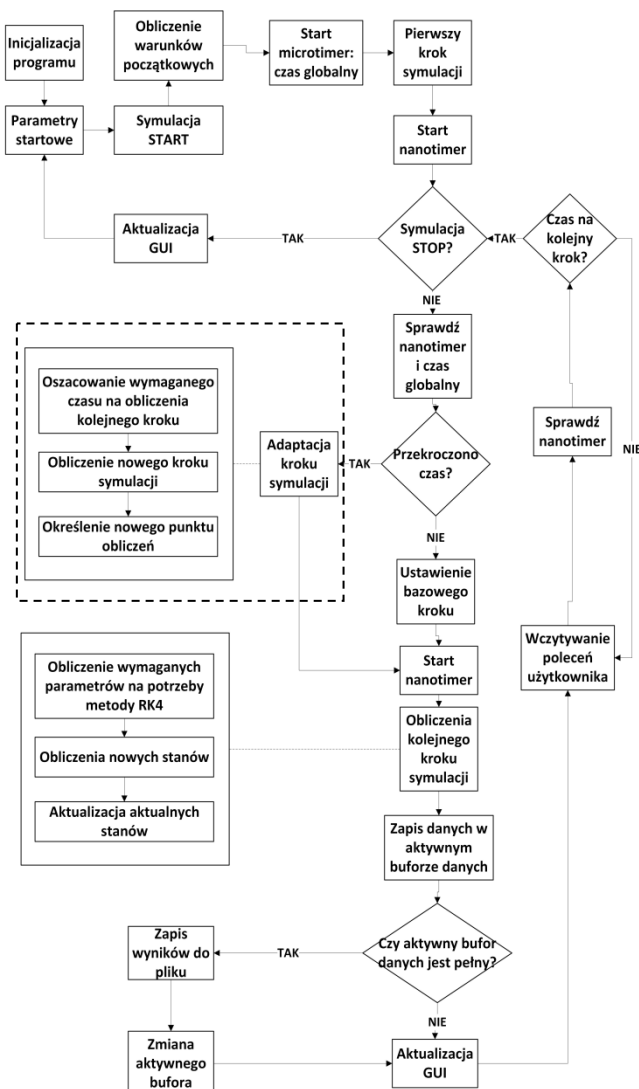 Inicjalizacja
programu
Obliczenie
warunków
początkowych
Start
microtimer:
czas globalny
Pierwszy
krok
symulacji
Parametry
startowe
Symulacja
START
Start
nanotimer
Aktualizacja
GUI
TAK
Symulacja
STOP?
TAK
Czas na
kolejny
krok?
NIE
Sprawdź
nanotimer
i czas
globalny
NIE
Sprawdź
nanotimer
Oszacowanie wymaganego
czasu na obliczenia
kolejnego kroku
Obliczenie nowego kroku
symulacji
Określenie nowego punktu
obliczeń
Adaptacja
kroku
symulacji
TAK
Przekroczono
czas?
NIE
Ustawienie
bazowego
kroku
Wczytywanie
poleceń
użytkownika
Start
nanotimer
Obliczenie wymaganych
parametrów na potrzeby
metody RK4
Obliczenia nowych stanów
Aktualizacja aktualnych
stanów
Obliczenia
kolejnego
kroku
symulacji
Zapis danych w
aktywnym
buforze danych
Zapis
wyników do
pliku
TAK
Czy aktywny bufor
danych jest pełny?
NIE
Zmiana
aktywnego
bufora
Aktualizacja
GUI